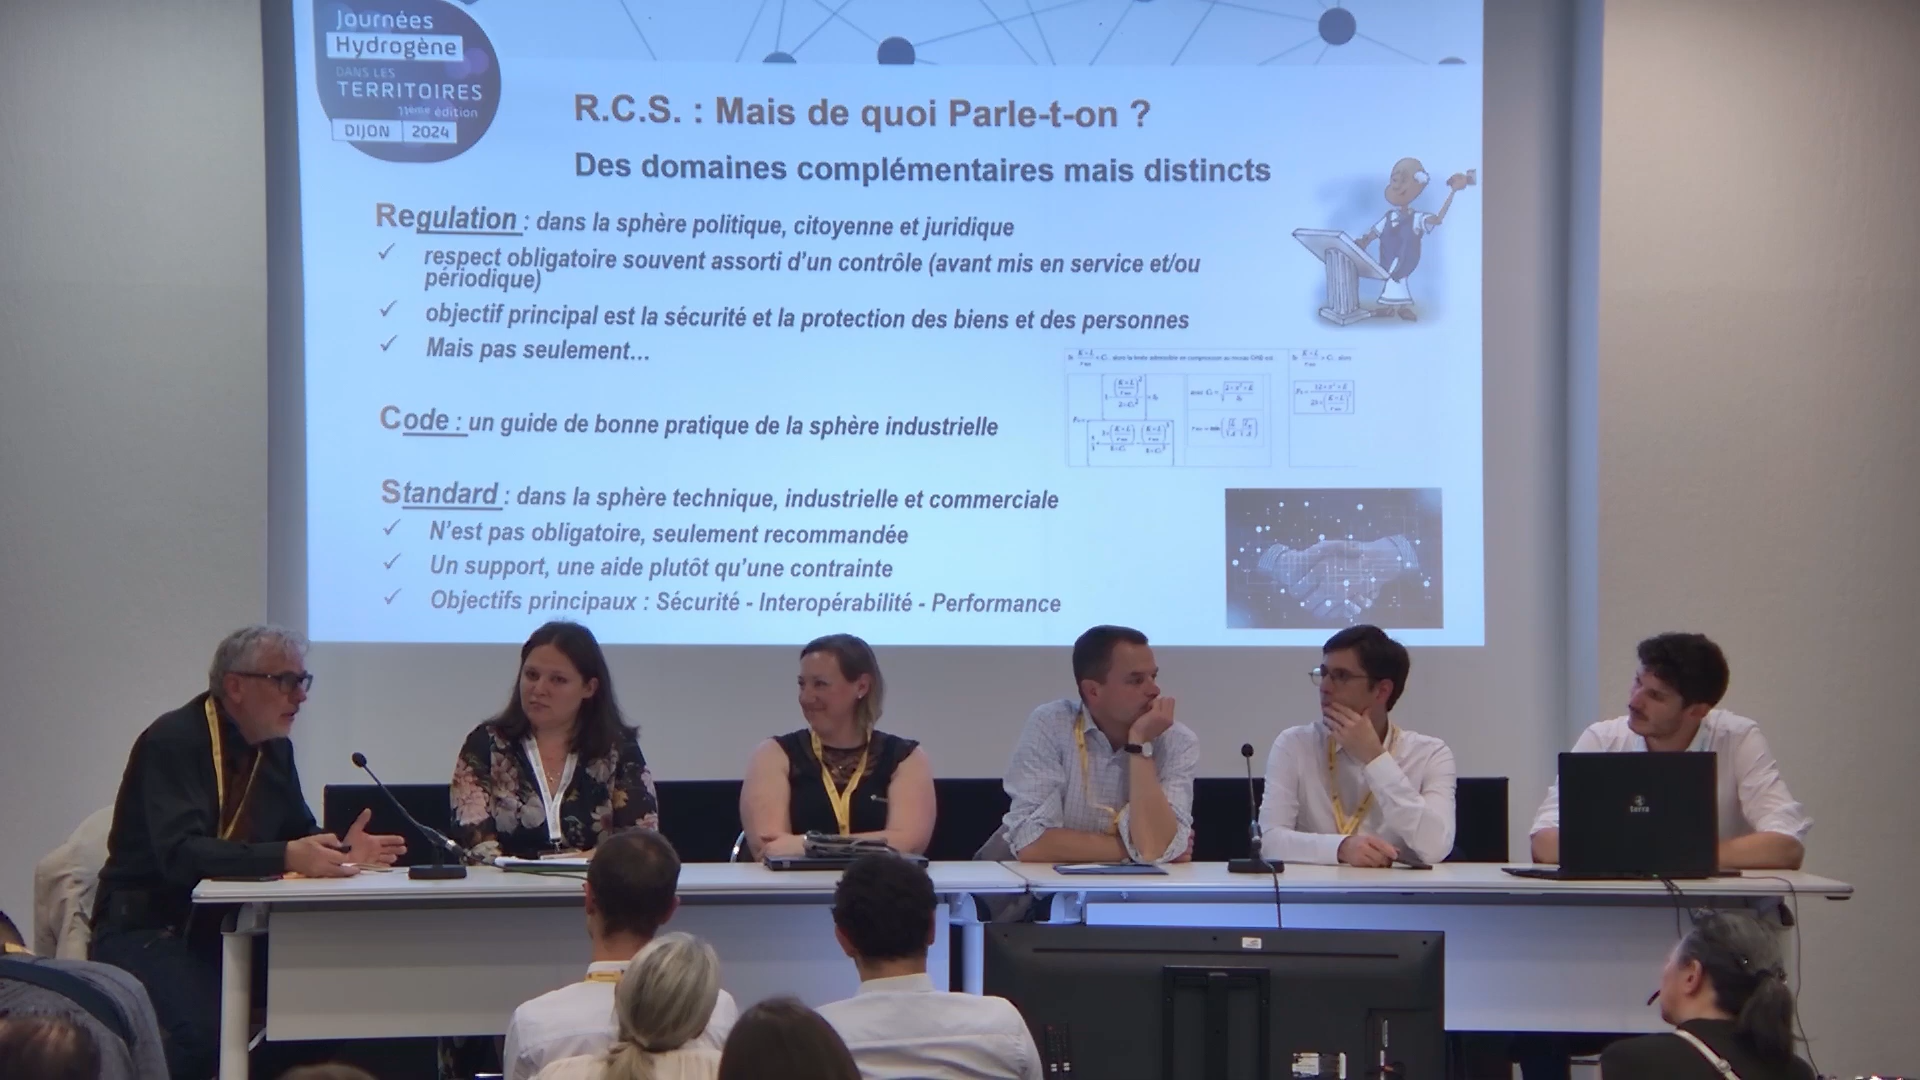 Journées
Hydrogène
DANS LES
TERRITOIRES
11ème édition
DIJON 2024
R.C.S. : Mais de quoi Parle-t-on ?
Des domaines complémentaires mais distincts
Regulation : dans la sphère politique, citoyenne et juridique
✓ respect obligatoire souvent assorti d'un contrôle (avant mis en service et/ou
périodique)
✓ objectif principal est la sécurité et la protection des biens et des personnes
✓ Mais pas seulement...
Code : un guide de bonne pratique de la sphère industrielle
Standard : dans la sphère technique, industrielle et commerciale
✓ N'est pas obligatoire, seulement recommandée
✓ Un support, une aide plutôt qu'une contrainte
✓ Objectifs principaux : Sécurité - Interopérabilité - Performance
terra